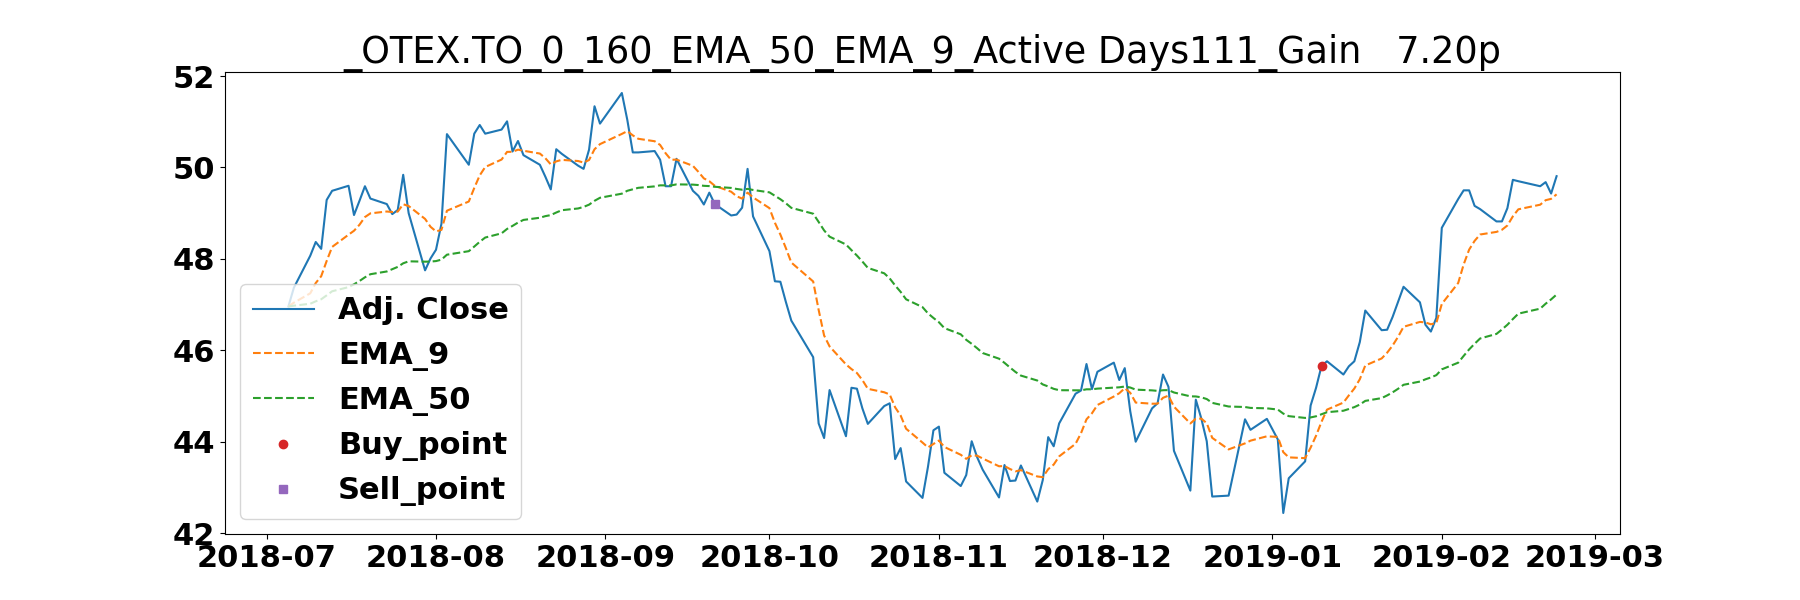 _OTEX.TO_0_160_EMA_50_EMA_9_Active Days111_Gain   7.20p
52
50
48
46
44
42
Adj. Close
EMA_9
EMA_50
Buy_point
Sell_point
2018-07 2018-08 2018-09 2018-10 2018-11 2018-12 2019-01 2019-02 2019-03